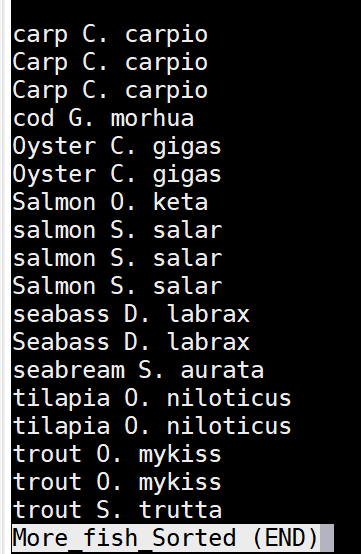 carp C. carpio
Carp C. carpio
Carp C. carpio
cod G. morhua
Oyster C. gigas
Oyster C. gigas
Salmon O. keta
salmon S. salar
salmon S. salar
Salmon S. salar
seabass D. labrax
Seabass D. labrax
seabream S. aurata
tilapia O. niloticus
tilapia O. niloticus
trout O. mykiss
trout O. mykiss
trout S. trutta
More_fish_Sorted (END)